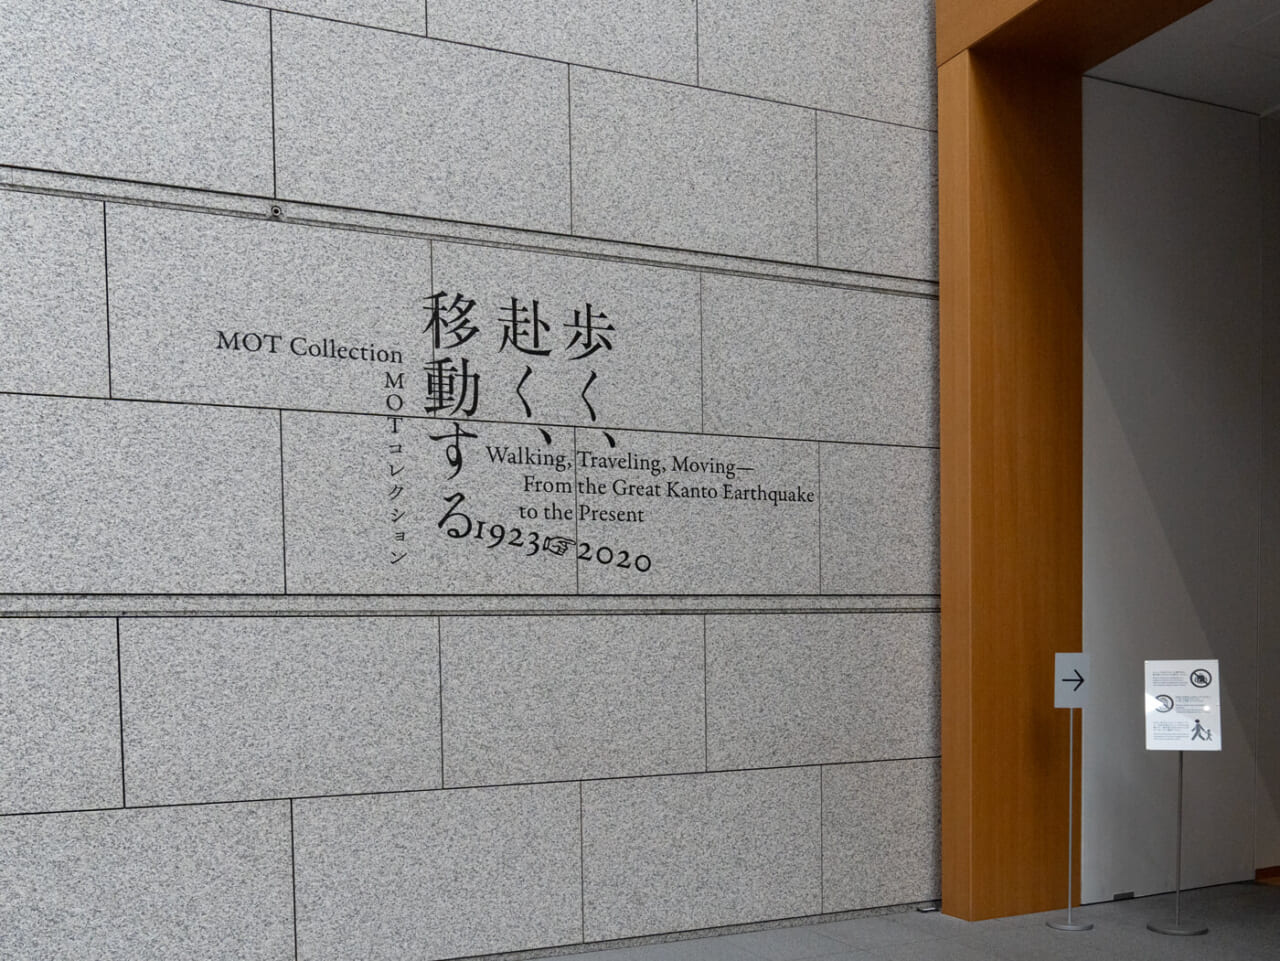 MOT Collection
MOTコレクション
歩く、
赴く、
移動する
1923☞2020
Walking, Traveling, Moving—
From the Great Kanto Earthquake
to the Present
→